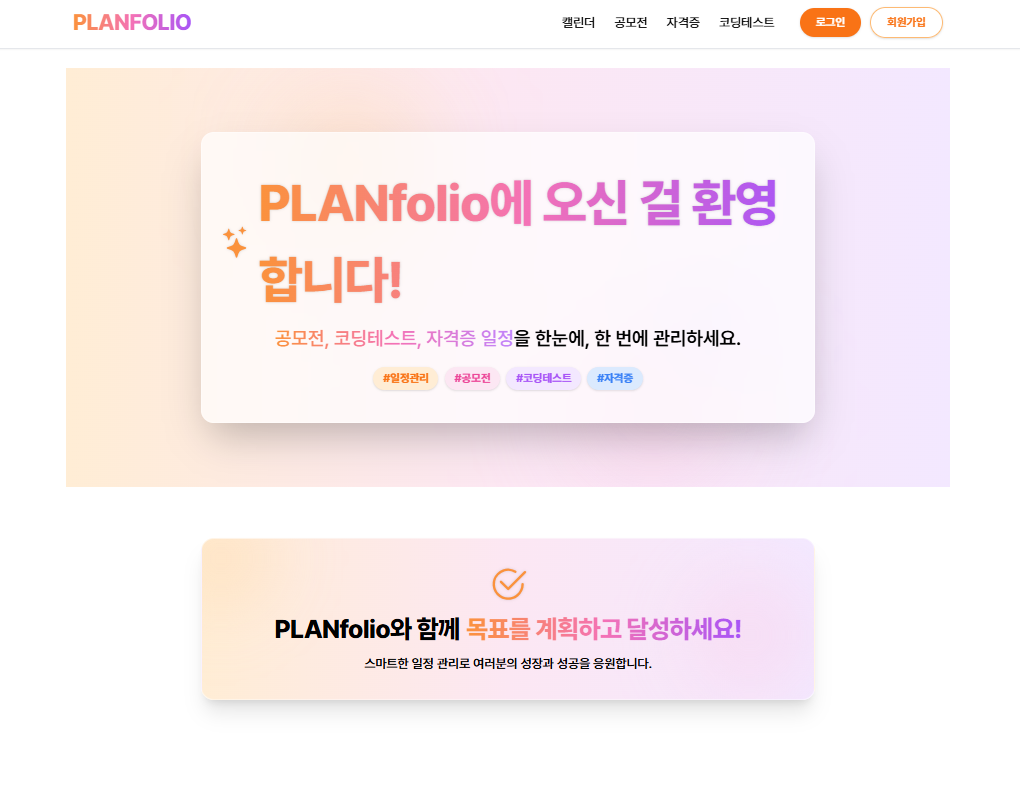 PLANFOLIO
캘린더 공모전 자격증 코딩테스트 로그인 회원가입
PLANfolio에 오신 걸 환영
합니다!
공모전, 코딩테스트, 자격증 일정을 한눈에, 한 번에 관리하세요.
#일정관리 #공모전 #코딩테스트 #자격증
PLANfolio와 함께 목표를 계획하고 달성하세요!
스마트한 일정 관리로 여러분의 성장과 성공을 응원합니다.